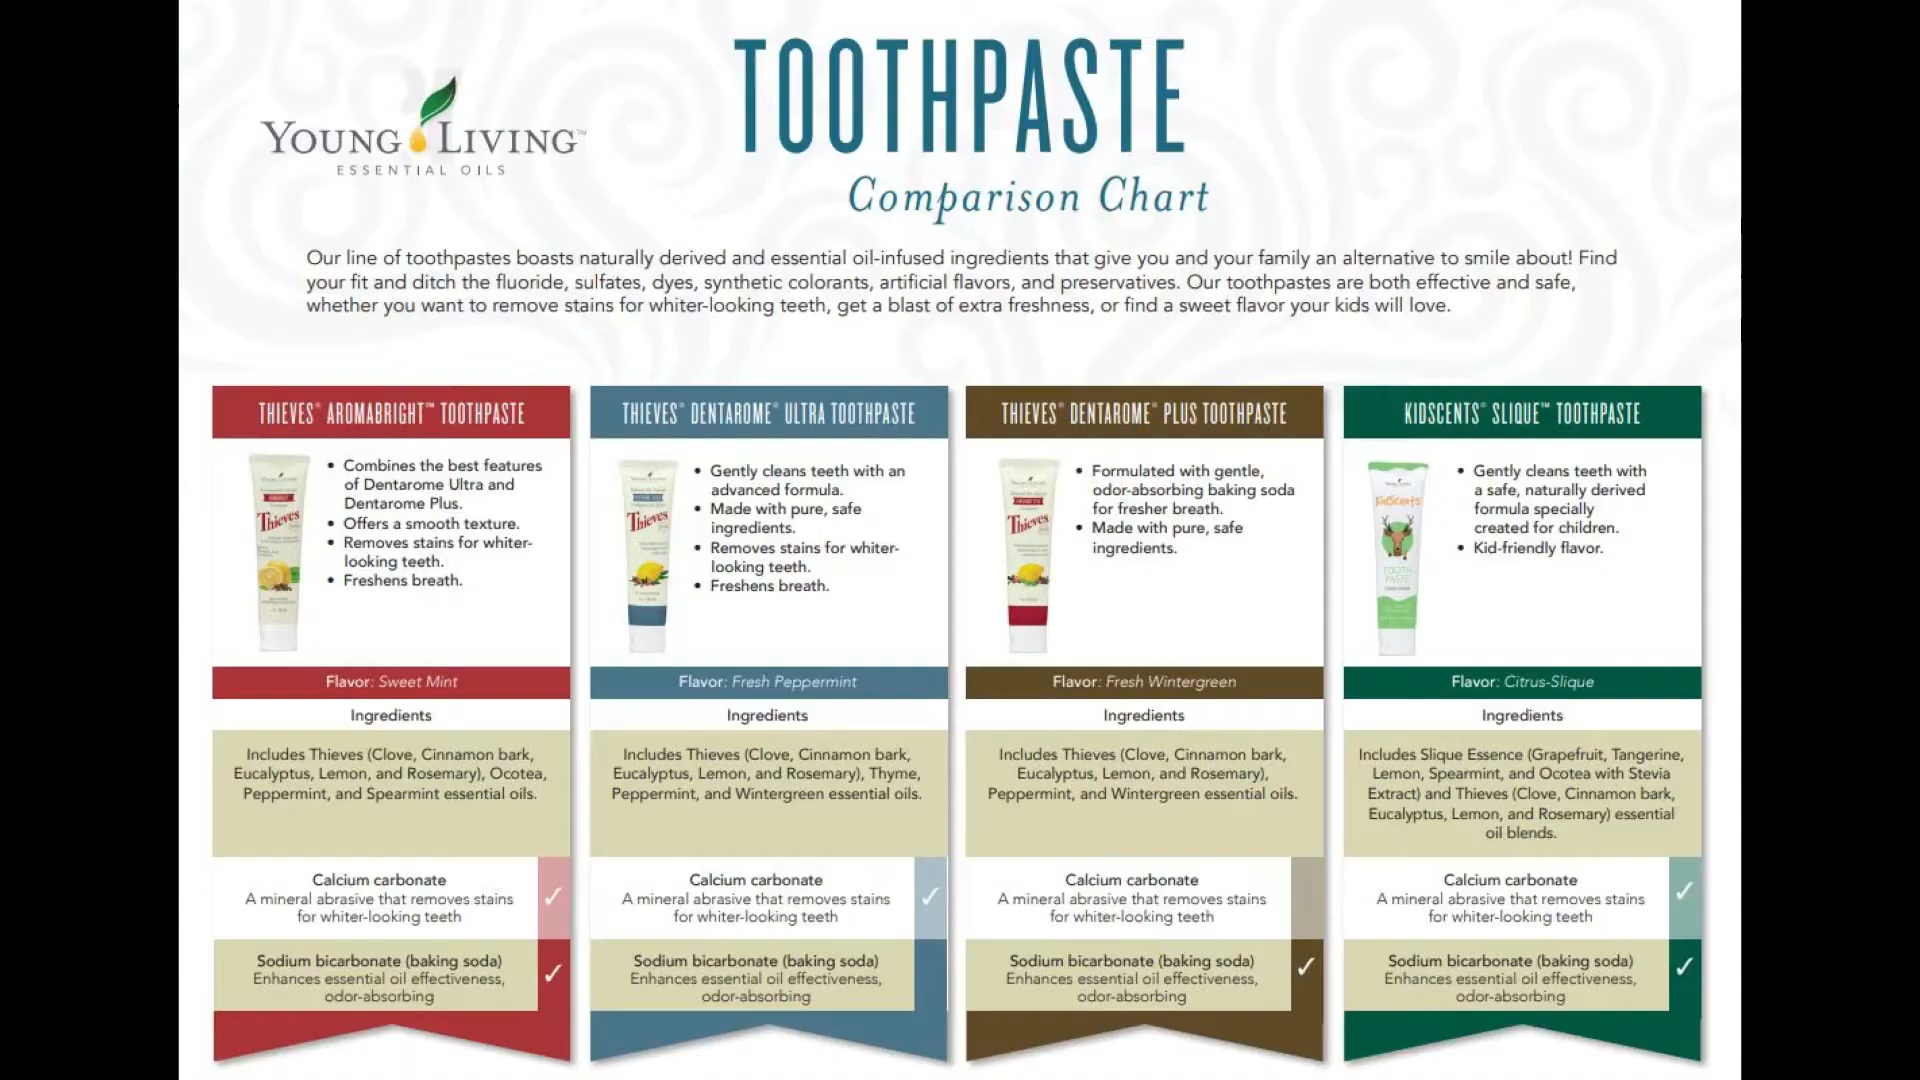 TOOTHPASTE
Comparison Chart
YOUNG LIVING™
ESSENTIAL OILS
Our line of toothpastes boasts naturally derived and essential oil-infused ingredients that give you and your family an alternative to smile about! Find
your fit and ditch the fluoride, sulfates, dyes, synthetic colorants, artificial flavors, and preservatives. Our toothpastes are both effective and safe,
whether you want to remove stains for whiter-looking teeth, get a blast of extra freshness, or find a sweet flavor your kids will love.
THIEVES® AROMABRIGHT™ TOOTHPASTE
Thieves
• Combines the best features
of Dentarome Ultra and
Dentarome Plus.
• Offers a smooth texture.
• Removes stains for whiter-
looking teeth.
• Freshens breath.
Flavor: Sweet Mint
Ingredients
Includes Thieves (Clove, Cinnamon bark,
Eucalyptus, Lemon, and Rosemary), Ocotea,
Peppermint, and Spearmint essential oils.
Calcium carbonate
A mineral abrasive that removes stains
for whiter-looking teeth
✓
Sodium bicarbonate (baking soda)
Enhances essential oil effectiveness,
odor-absorbing
✓
THIEVES® DENTAROME® ULTRA TOOTHPASTE
Thieves
• Gently cleans teeth with an
advanced formula.
• Made with pure, safe
ingredients.
• Removes stains for whiter-
looking teeth.
• Freshens breath.
Flavor: Fresh Peppermint
Ingredients
Includes Thieves (Clove, Cinnamon bark,
Eucalyptus, Lemon, and Rosemary), Thyme,
Peppermint, and Wintergreen essential oils.
Calcium carbonate
A mineral abrasive that removes stains
for whiter-looking teeth
✓
Sodium bicarbonate (baking soda)
Enhances essential oil effectiveness,
odor-absorbing
THIEVES® DENTAROME® PLUS TOOTHPASTE
Thieves
• Formulated with gentle,
odor-absorbing baking soda
for fresher breath.
• Made with pure, safe
ingredients.
Flavor: Fresh Wintergreen
Ingredients
Includes Thieves (Clove, Cinnamon bark,
Eucalyptus, Lemon, and Rosemary),
Peppermint, and Wintergreen essential oils.
Calcium carbonate
A mineral abrasive that removes stains
for whiter-looking teeth
Sodium bicarbonate (baking soda)
Enhances essential oil effectiveness,
odor-absorbing
✓
KIDSCENTS® SLIQUE™ TOOTHPASTE
KidScents
TOOTH
PASTE
• Gently cleans teeth with
a safe, naturally derived
formula specially
created for children.
• Kid-friendly flavor.
Flavor: Citrus-Slique
Ingredients
Includes Slique Essence (Grapefruit, Tangerine,
Lemon, Spearmint, and Ocotea with Stevia
Extract) and Thieves (Clove, Cinnamon bark,
Eucalyptus, Lemon, and Rosemary) essential
oil blends.
Calcium carbonate
A mineral abrasive that removes stains
for whiter-looking teeth
✓
Sodium bicarbonate (baking soda)
Enhances essential oil effectiveness,
odor-absorbing
✓